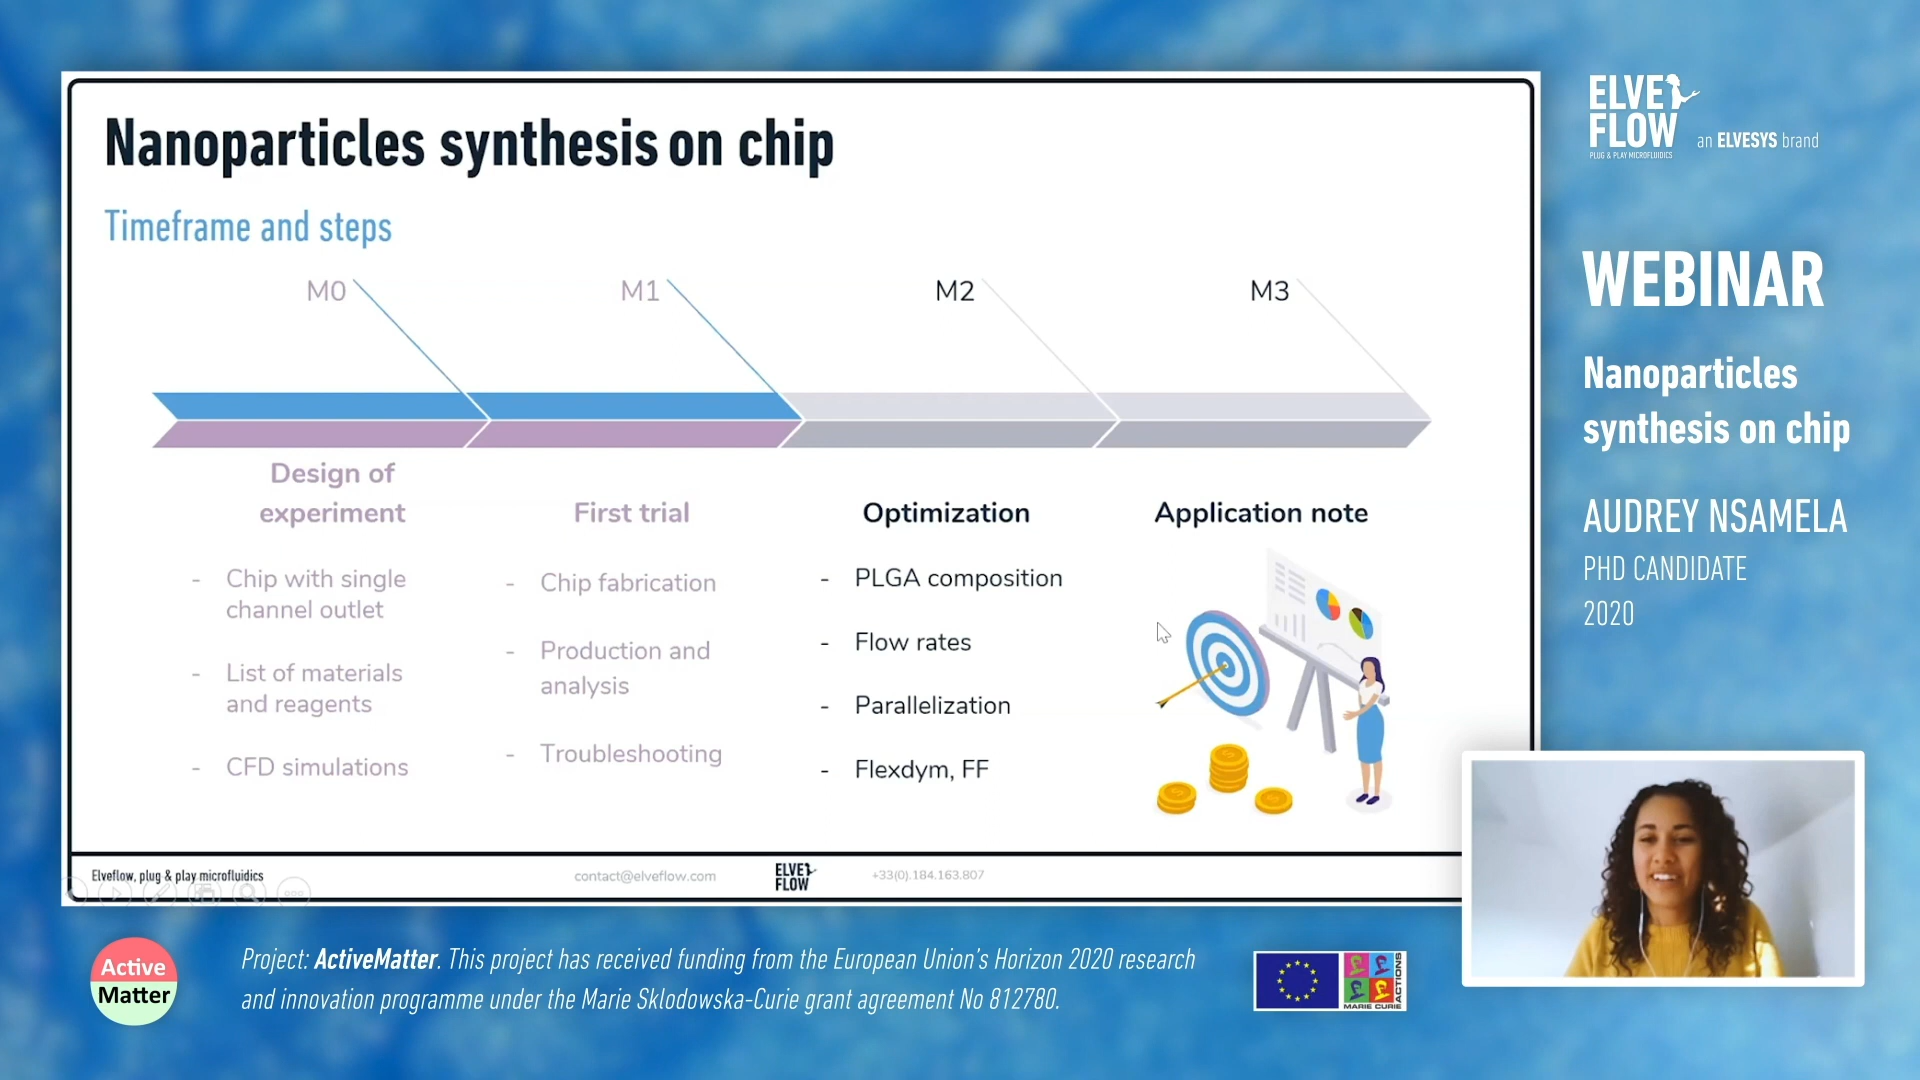 Nanoparticles synthesis on chip
Timeframe and steps
M0
M1
M2
M3
Design of
experiment
- Chip with single
channel outlet
- List of materials
and reagents
- CFD simulations
First trial
- Chip fabrication
- Production and
analysis
- Troubleshooting
Optimization
- PLGA composition
- Flow rates
- Parallelization
- Flexdym, FF
Application note
Elveflow, plug & play microfluidics
contact@elveflow.com
ELVE
FLOW
+33(0).184.163.807
ELVE
FLOW
PLUG & PLAY MICROFLUIDICS
an ELVESYS brand
WEBINAR
Nanoparticles
synthesis on chip
AUDREY NSAMELA
PHD CANDIDATE
2020
Active
Matter
Project: ActiveMatter. This project has received funding from the European Union's Horizon 2020 research
and innovation programme under the Marie Sklodowska-Curie grant agreement No 812780.
MARIE CURIE
ACTIONS